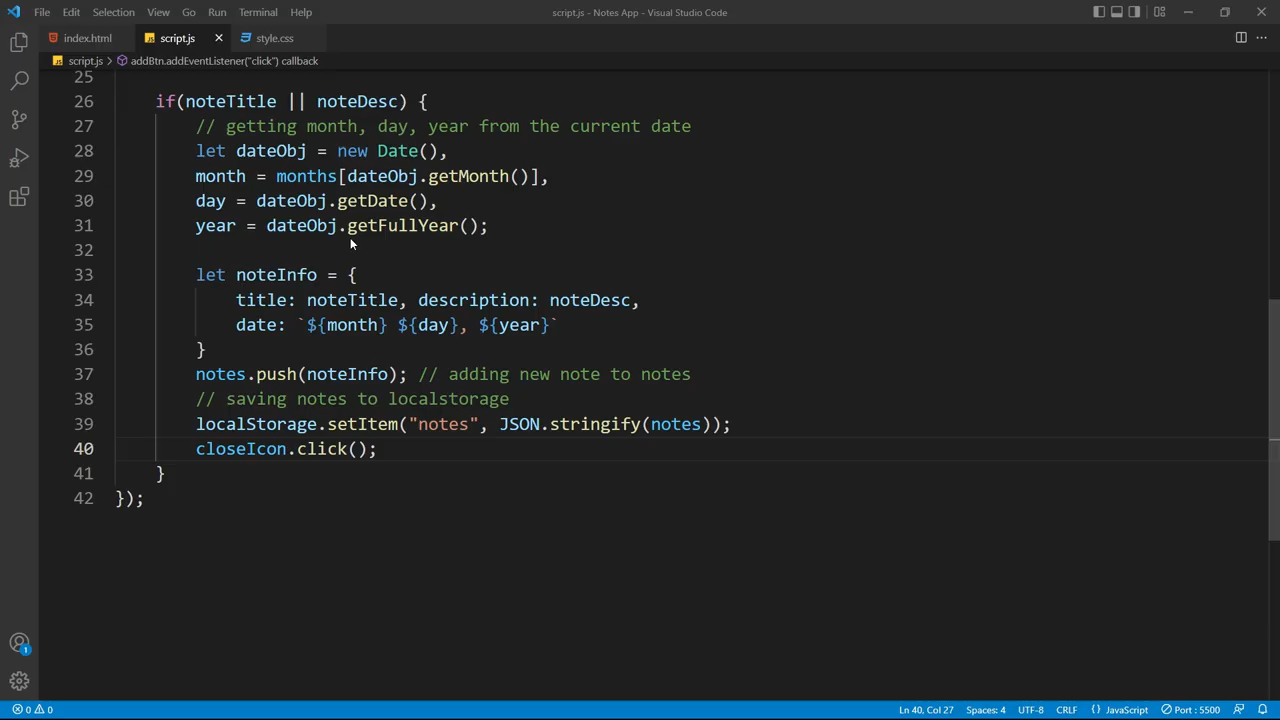 File Edit Selection View Go Run Terminal Help
script.js - Notes App - Visual Studio Code
index.html script.js style.css
script.js > addBtn.addEventListener("click") callback
25
26 if(noteTitle || noteDesc) {
27 // getting month, day, year from the current date
28 let dateObj = new Date(),
29 month = months[dateObj.getMonth()],
30 day = dateObj.getDate(),
31 year = dateObj.getFullYear();
32
33 let noteInfo = {
34 title: noteTitle, description: noteDesc,
35 date: `${month} ${day}, ${year}`
36 }
37 notes.push(noteInfo); // adding new note to notes
38 // saving notes to localstorage
39 localStorage.setItem("notes", JSON.stringify(notes));
40 closeIcon.click();
41 }
42 });
1
0 0 Ln 40, Col 27 Spaces: 4 UTF-8 CRLF {} JavaScript Port : 5500